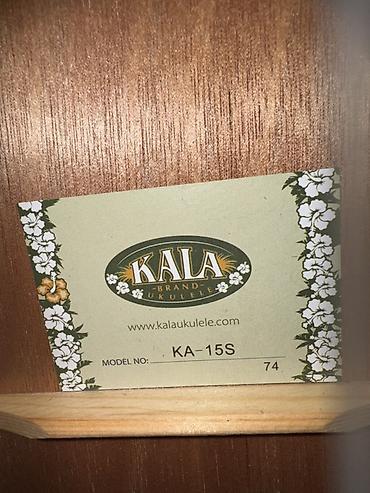 KALA
-BRAND-
UKULELE
www.kalaukulele.com
MODEL NO: KA-15S
74